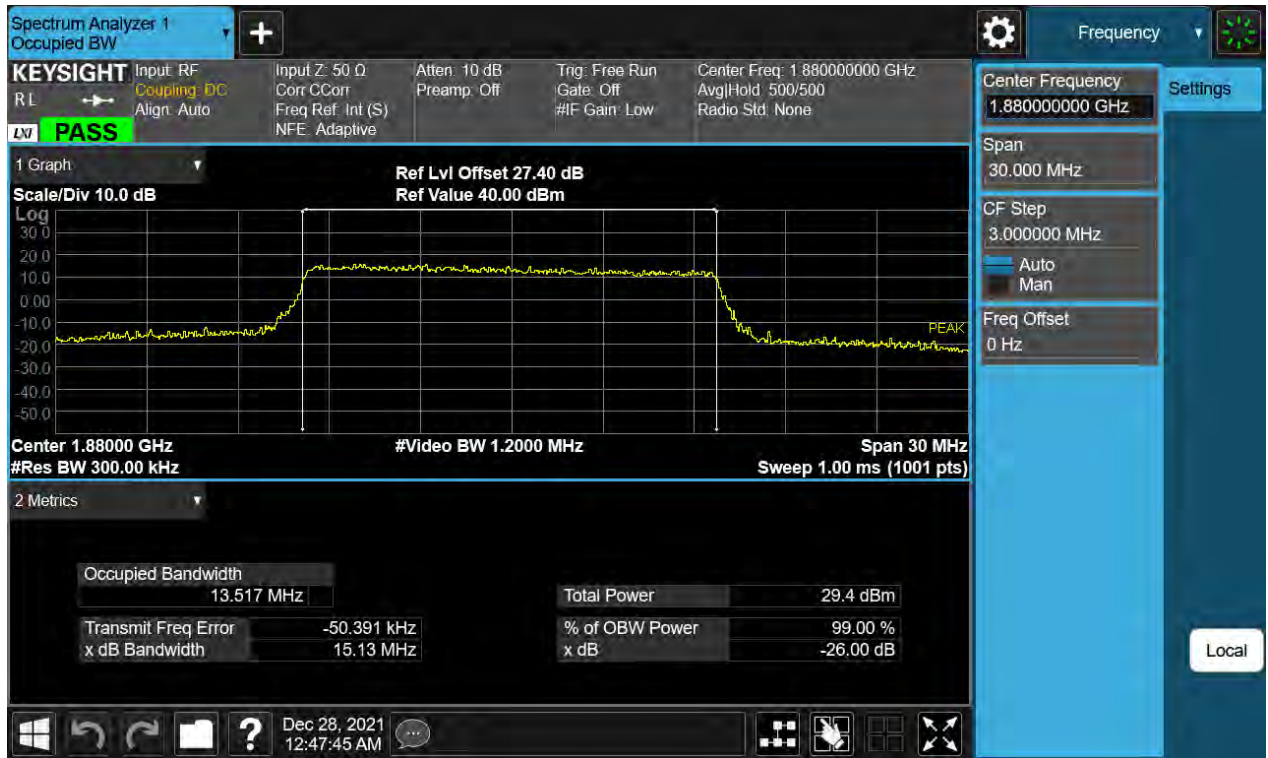 Spectrum Analyzer 1
Occupied BW
+
Frequency
KEYSIGHT Input: RF Input Z: 50 Ω Atten: 10 dB Trig: Free Run Center Freq: 1.880000000 GHz
RL Coupling: DC Corr CCorr Preamp: Off Gate: Off Avg|Hold: 500/500
Align: Auto Freq Ref: Int (S) #IF Gain: Low Radio Std: None
LXI PASS NFE: Adaptive
Center Frequency
1.880000000 GHz
Settings
Span
30.000 MHz
CF Step
3.000000 MHz
Auto
Man
Freq Offset
0 Hz
Local
1 Graph
Ref Lvl Offset 27.40 dB
Scale/Div 10.0 dB Ref Value 40.00 dBm
Log
30.0
20.0
10.0
0.00
-10.0
PEAK
-20.0
-30.0
-40.0
-50.0
Center 1.88000 GHz #Video BW 1.2000 MHz Span 30 MHz
#Res BW 300.00 kHz Sweep 1.00 ms (1001 pts)
2 Metrics
Occupied Bandwidth
13.517 MHz Total Power 29.4 dBm
Transmit Freq Error -50.391 kHz % of OBW Power 99.00 %
x dB Bandwidth 15.13 MHz x dB -26.00 dB
? Dec 28, 2021
12:47:45 AM